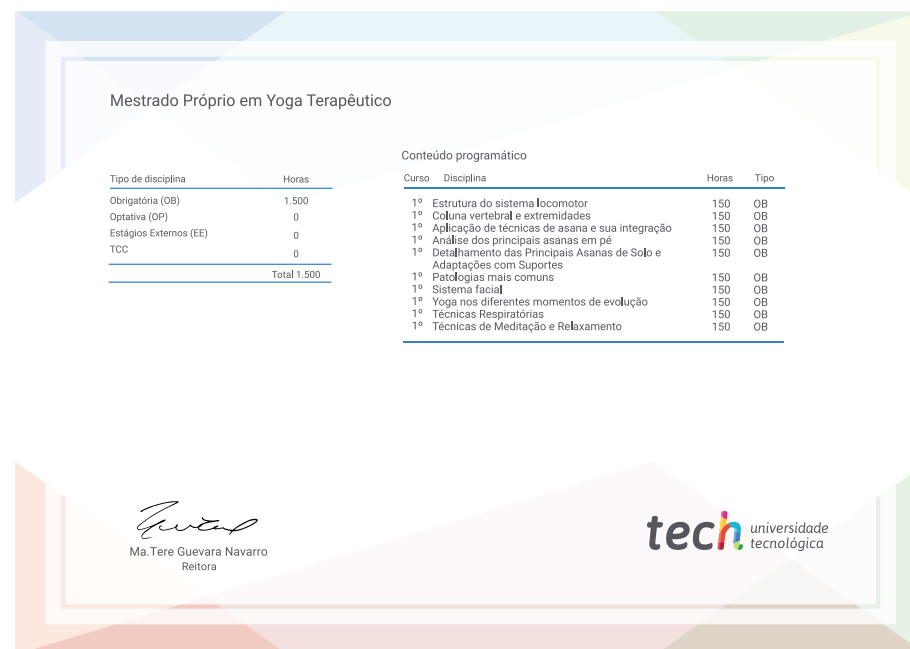 Mestrado Próprio em Yoga Terapêutico
Tipo de disciplina Horas
Obrigatória (OB) 1.500
Optativa (OP) 0
Estágios Externos (EE) 0
TCC 0
Total 1.500
Conteúdo programático
Curso Disciplina Horas Tipo
1º Estrutura do sistema locomotor 150 OB
1º Coluna vertebral e extremidades 150 OB
1º Aplicação de técnicas de asana e sua integração 150 OB
1º Análise dos principais asanas em pé 150 OB
1º Detalhamento das Principais Asanas de Solo e 150 OB
Adaptações com Suportes
1º Patologias mais comuns 150 OB
1º Sistema facial 150 OB
1º Yoga nos diferentes momentos de evolução 150 OB
1º Técnicas Respiratórias 150 OB
1º Técnicas de Meditação e Relaxamento 150 OB
Ma.Tere Guevara Navarro
Reitora
tech universidade
tecnológica